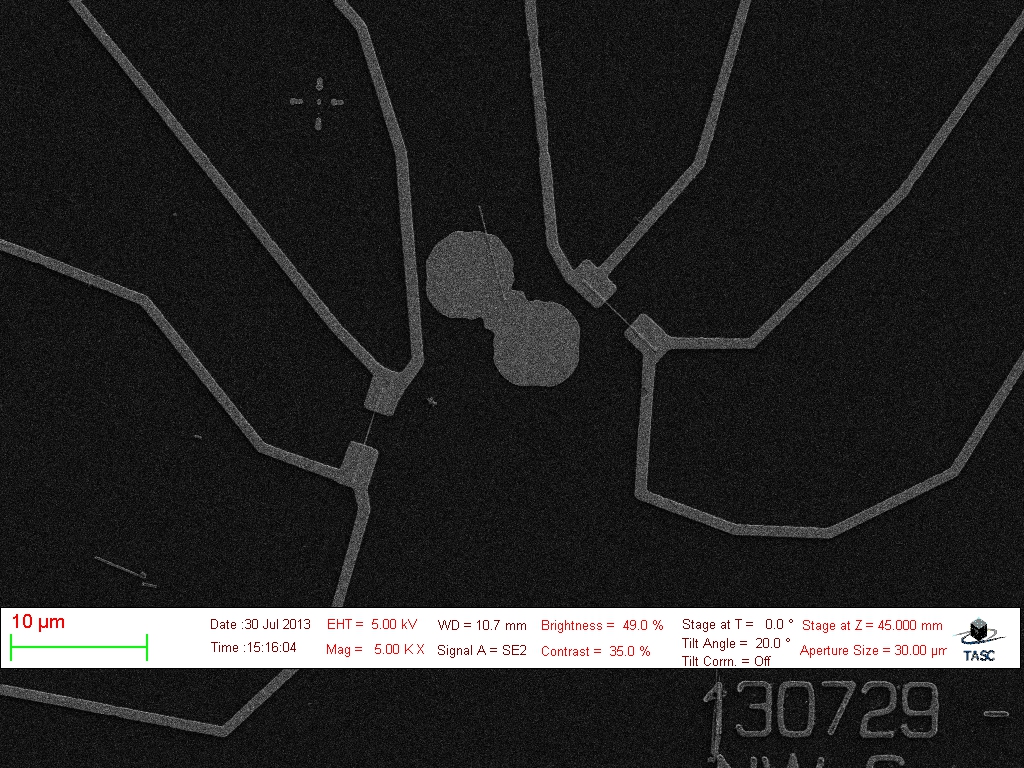 10 µm
Date :30 Jul 2013 EHT = 5.00 kV WD = 10.7 mm Brightness = 49.0 % Stage at T = 0.0 ° Stage at Z = 45.000 mm
Time :15:16:04 Mag = 5.00 K X Signal A = SE2 Contrast = 35.0 % Tilt Angle = 20.0 ° Aperture Size = 30.00 µm
Tilt Corrn. = Off
TASC
130729 -